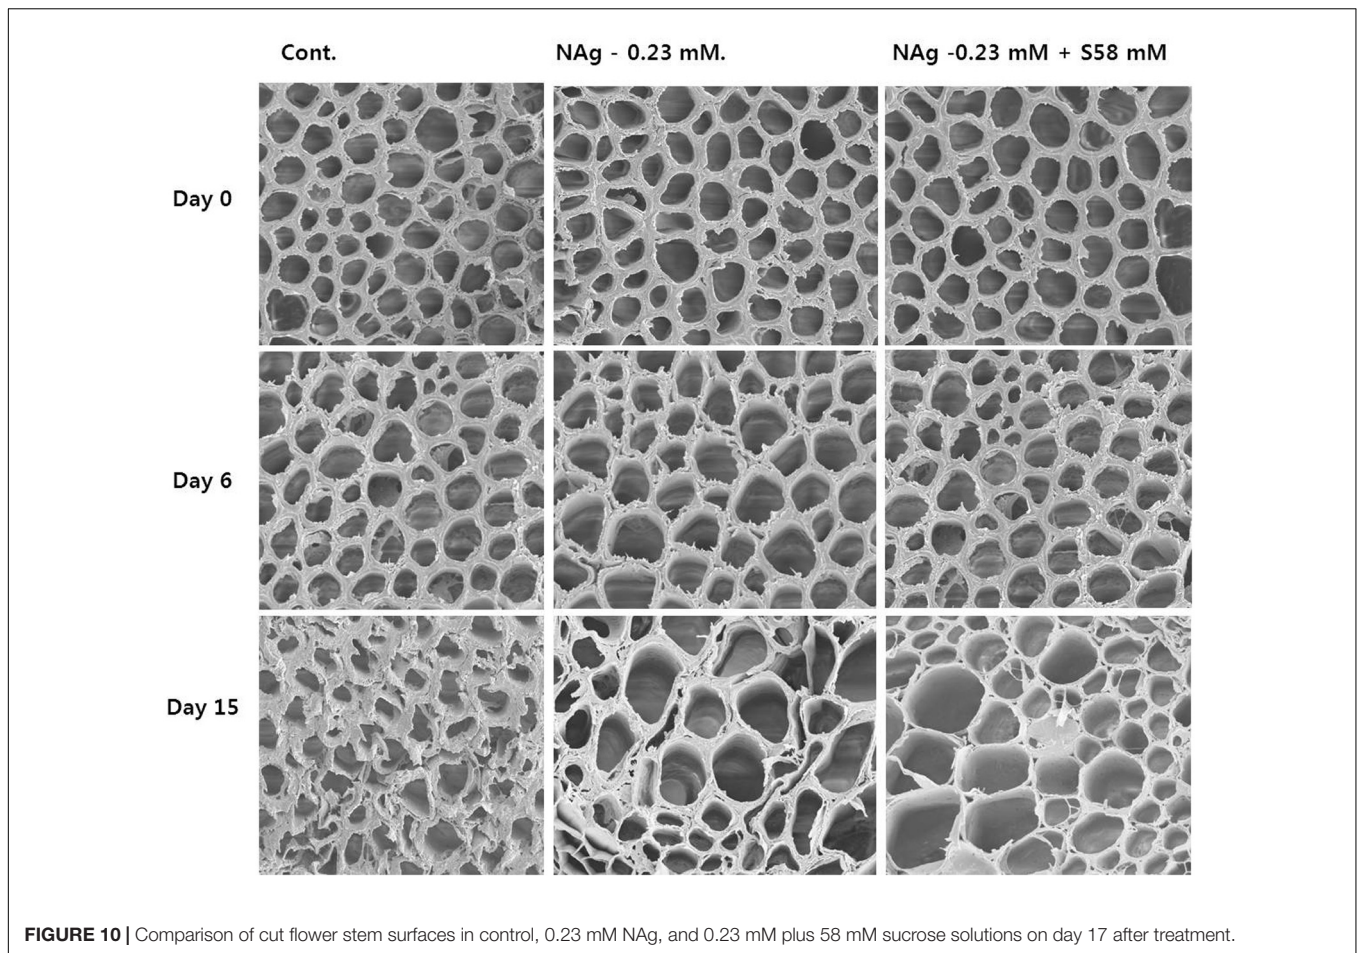 Cont. NAg - 0.23 mM. NAg -0.23 mM + S58 mM
Day 0
Day 6
Day 15
FIGURE 10 | Comparison of cut flower stem surfaces in control, 0.23 mM NAg, and 0.23 mM plus 58 mM sucrose solutions on day 17 after treatment.